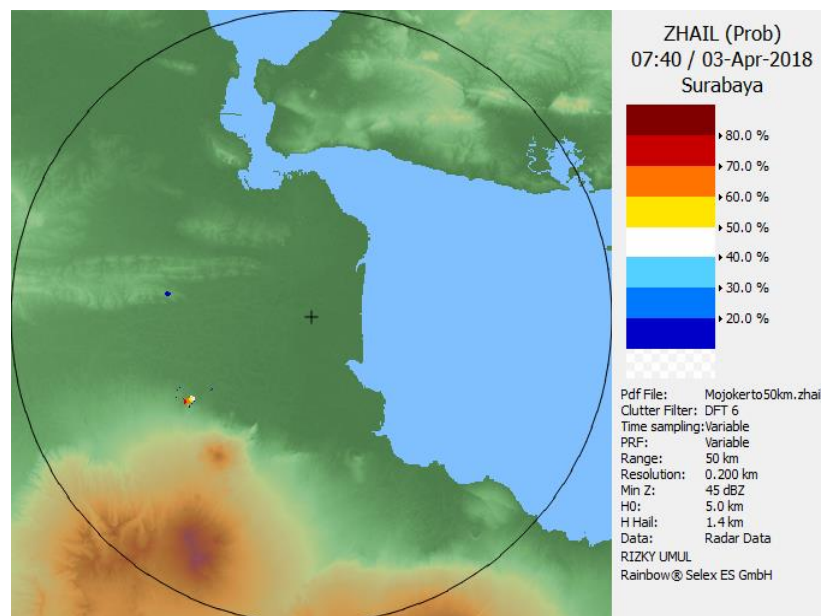 ZHAIL (Prob)
07:40 / 03-Apr-2018
Surabaya
80.0 %
70.0 %
60.0 %
50.0 %
40.0 %
30.0 %
20.0 %
Pdf File: Mojokerto50km.zhai
Clutter Filter: DFT 6
Time sampling:Variable
PRF: Variable
Range: 50 km
Resolution: 0.200 km
Min Z: 45 dBZ
H0: 5.0 km
H Hail: 1.4 km
Data: Radar Data
RIZKY UMUL
Rainbow® Selex ES GmbH